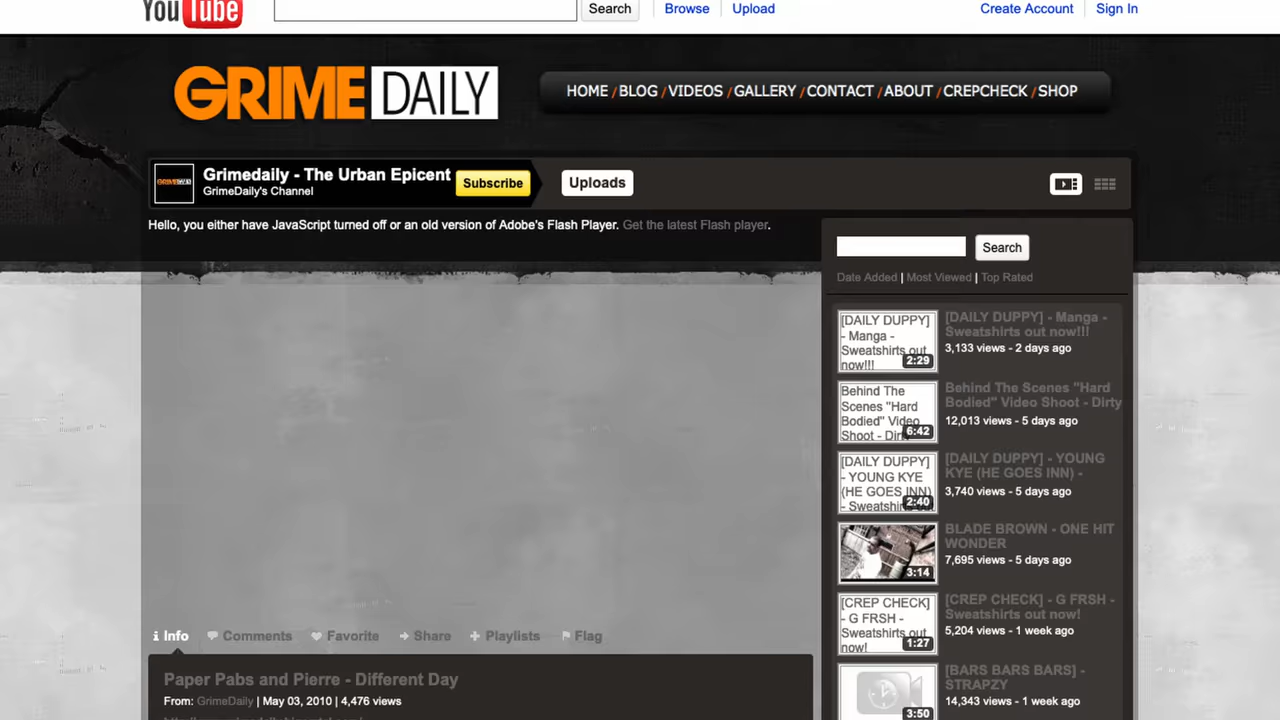 You Tube
Search
Browse
Upload
Create Account
Sign In
GRIME DAILY
HOME / BLOG / VIDEOS / GALLERY / CONTACT / ABOUT / CREPCHECK / SHOP
Grimedaily - The Urban Epicent
GrimeDaily's Channel
Subscribe
Uploads
Hello, you either have JavaScript turned off or an old version of Adobe's Flash Player. Get the latest Flash player.
Search
Date Added | Most Viewed | Top Rated
[DAILY DUPPY]
- Manga -
Sweatshirts out
now!!!
2:29
[DAILY DUPPY] - Manga -
Sweatshirts out now!!!
3,133 views - 2 days ago
Behind The
Scenes "Hard
Bodied" Video
Shoot -
6:42
Behind The Scenes "Hard
Bodied" Video Shoot - Dirty
12,013 views - 5 days ago
[DAILY DUPPY]
- YOUNG KYE
(HE GOES INN)
- Sweatshirts
2:40
[DAILY DUPPY] - YOUNG
KYE (HE GOES INN) -
3,740 views - 5 days ago
3:14
BLADE BROWN - ONE HIT
WONDER
7,695 views - 5 days ago
[CREP CHECK]
- G FRSH -
Sweatshirts out
now!
1:27
[CREP CHECK] - G FRSH -
Sweatshirts out now!
5,204 views - 1 week ago
3:50
[BARS BARS BARS] -
STRAPZY
14,343 views - 1 week ago
Info
Comments
Favorite
Share
Playlists
Flag
Paper Pabs and Pierre - Different Day
From: GrimeDaily | May 03, 2010 | 4,476 views